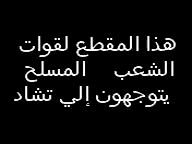 هذا المقطع لقوات
الشعب المسلح
يتوجهون إلي تشاد